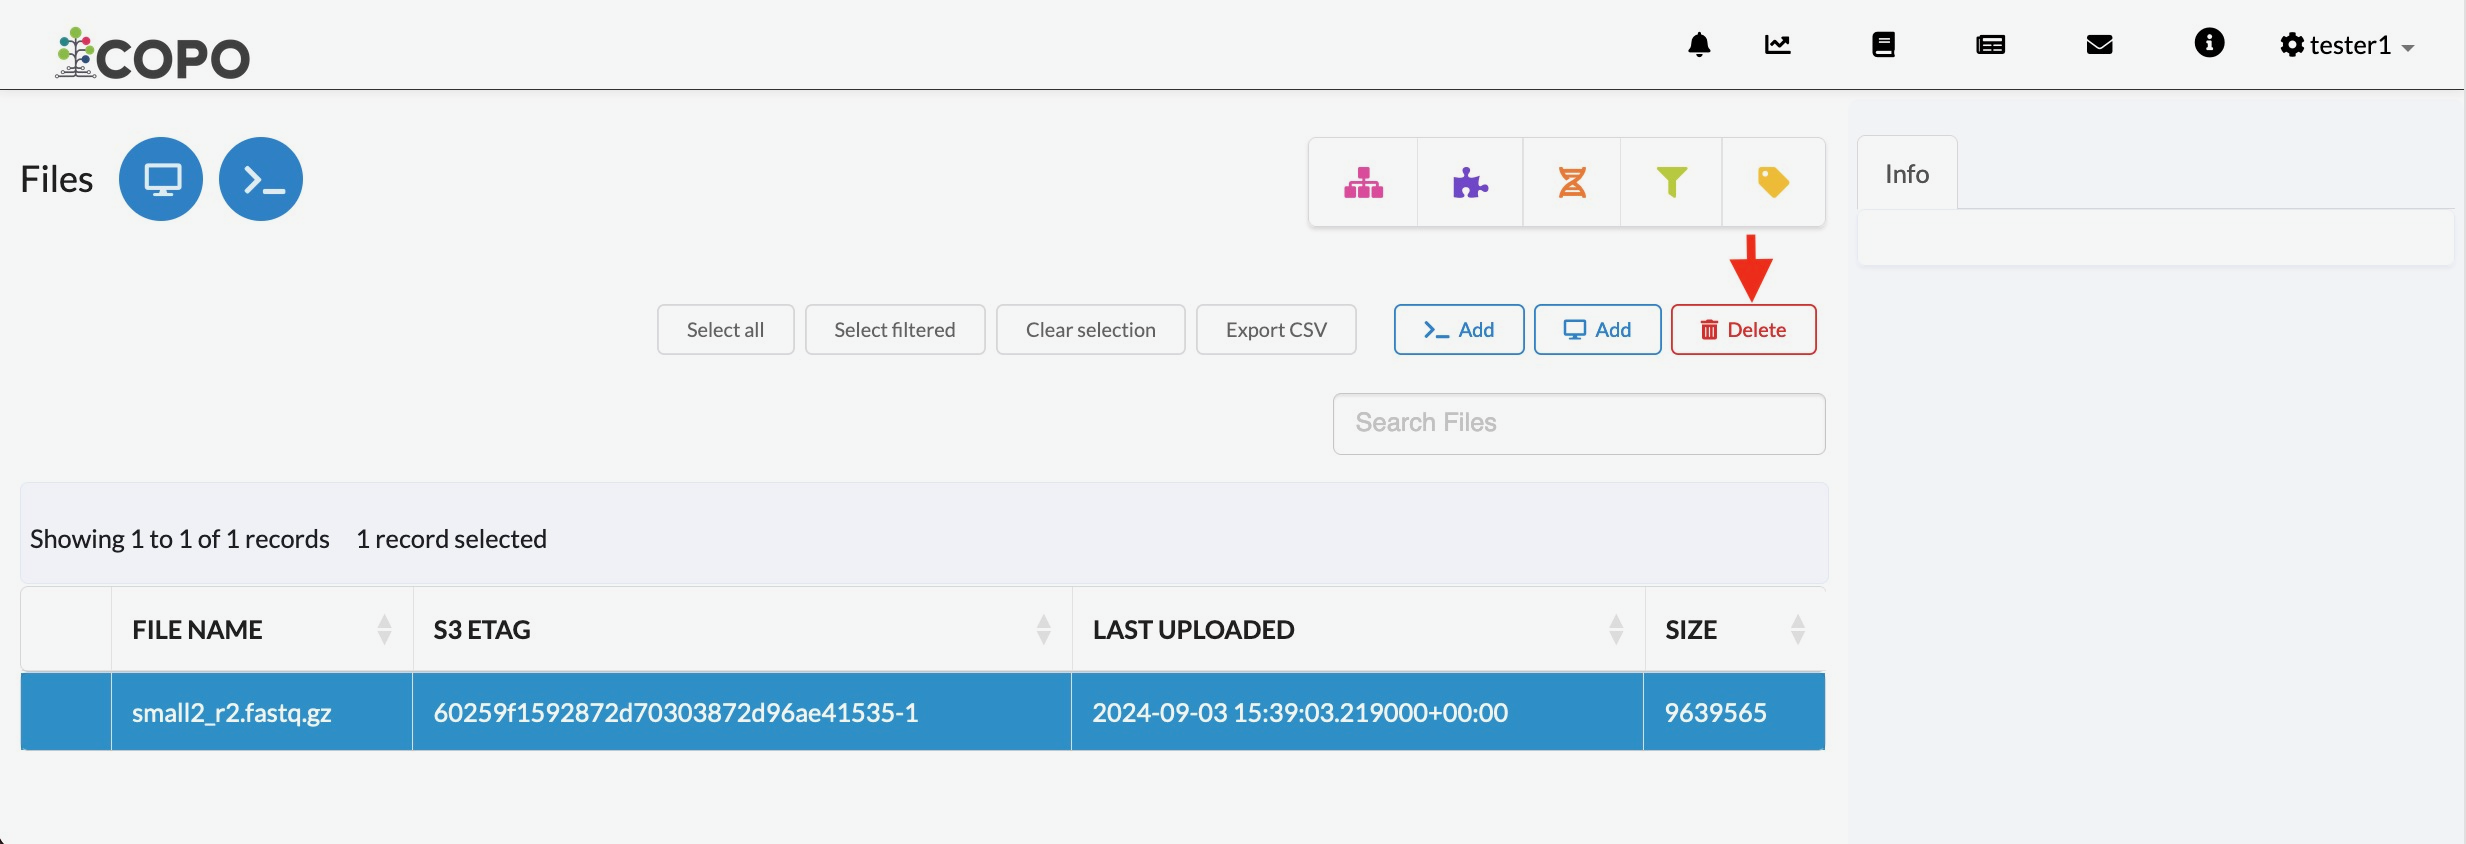 COPO
tester1
Files
Info
Select all Select filtered Clear selection Export CSV Add Add Delete
Search Files
Showing 1 to 1 of 1 records 1 record selected
FILE NAME S3 ETAG LAST UPLOADED SIZE
small2_r2.fastq.gz 60259f1592872d70303872d96ae41535-1 2024-09-03 15:39:03.219000+00:00 9639565